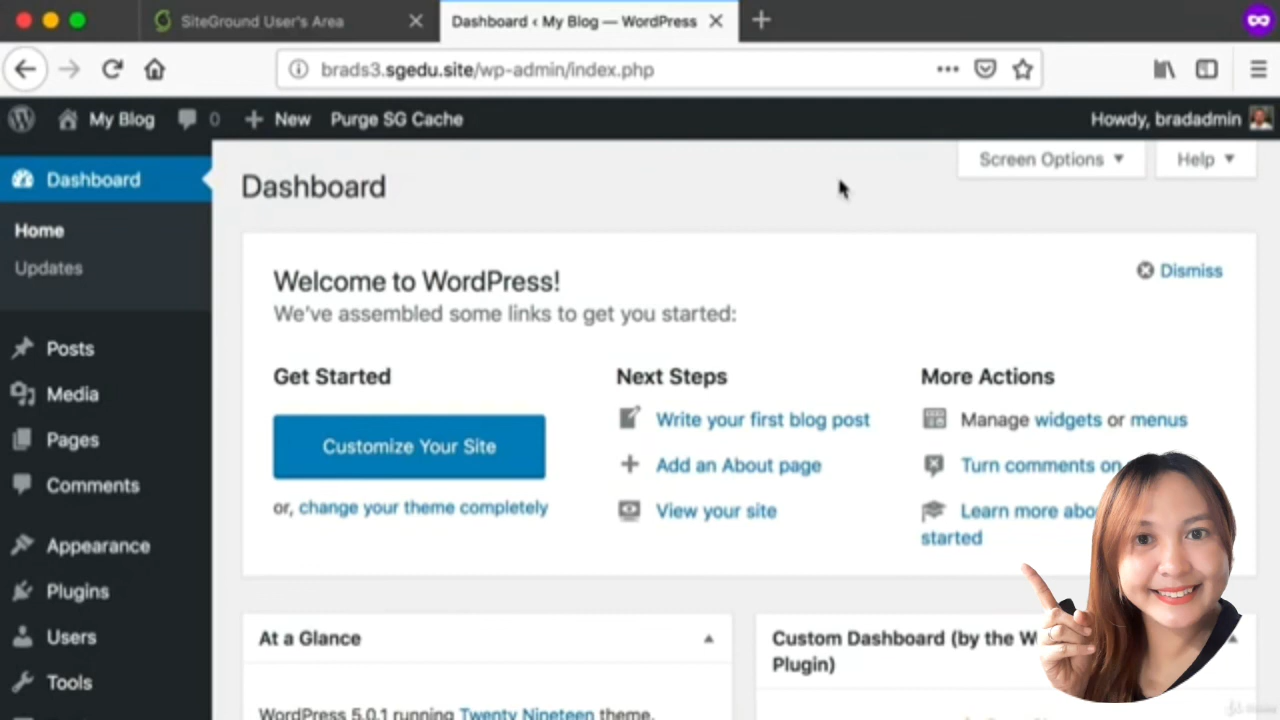 SiteGround User's Area
Dashboard ‹ My Blog — WordPress
brads3.sgedu.site/wp-admin/index.php
My Blog 0 New Purge SG Cache Howdy, bradadmin
Screen Options Help
Dashboard
Home
Updates
Posts
Media
Pages
Comments
Appearance
Plugins
Users
Tools
Dashboard
Welcome to WordPress!
Dismiss
We've assembled some links to get you started:
Get Started
Customize Your Site
or, change your theme completely
Next Steps
Write your first blog post
Add an About page
View your site
More Actions
Manage widgets or menus
Turn comments on
Learn more abo
started
At a Glance
WordPress 5.0.1 running Twenty Nineteen theme.
Custom Dashboard (by the W
Plugin)